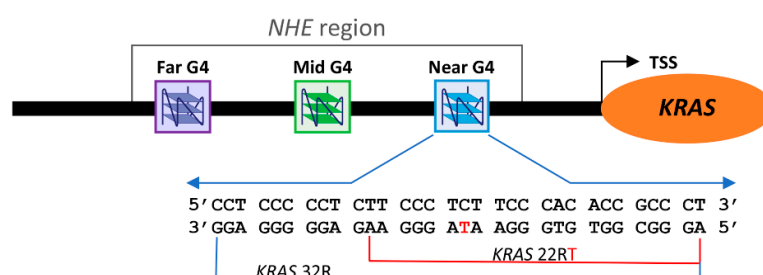 NHE region
Far G4 Mid G4 Near G4 TSS
KRAS
5′CCT CCC CCT CTT CCC TCT TCC CAC ACC GCC CT 3′
3′GGA GGG GGA GAA GGG ATA AGG GTG TGG CGG GA 5′
KRAS 22RT
KRAS 32R